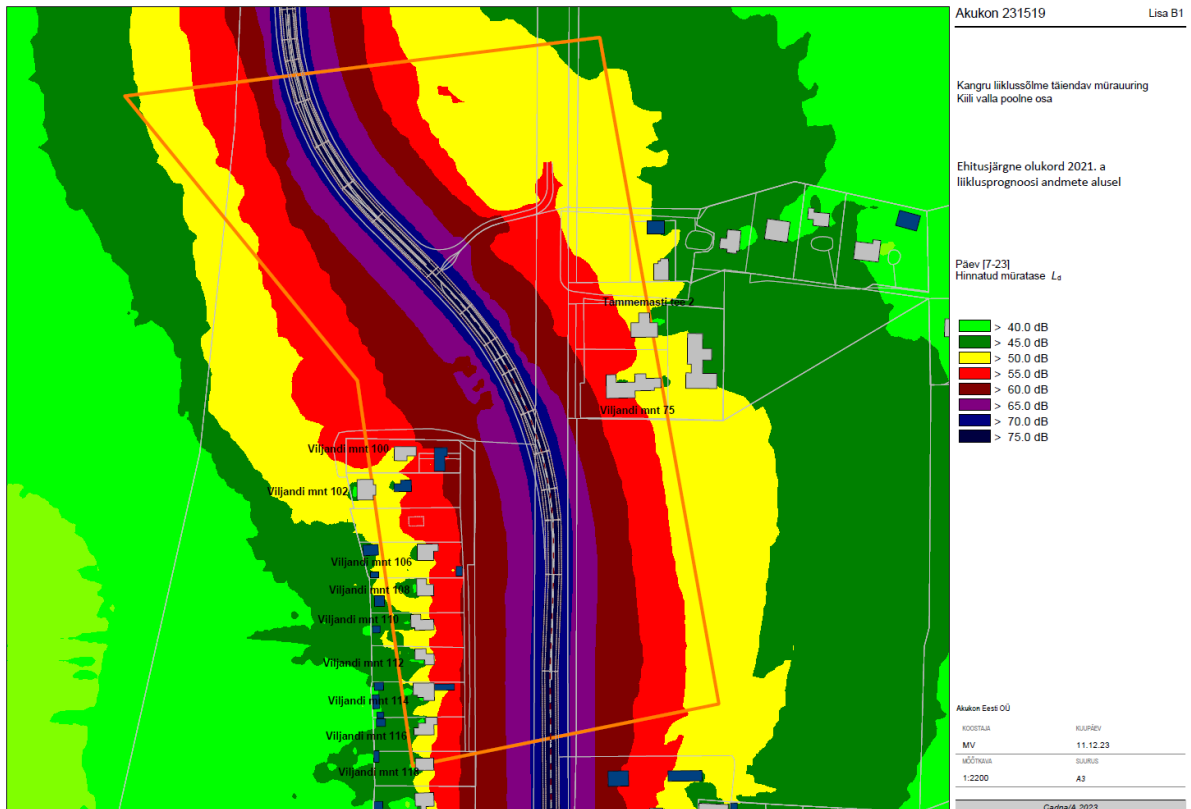 Akukon 231519 Lisa B1
Kangru liiklussõlme täiendav mürauuring
Kiili valla poolne osa
Ehitusjärgne olukord 2021. a
liiklusprognoosi andmete alusel
Päev [7-23]
Hinnatud müratase Ld
> 40.0 dB
> 45.0 dB
> 50.0 dB
> 55.0 dB
> 60.0 dB
> 65.0 dB
> 70.0 dB
> 75.0 dB
Tammemästi tee 2
Viljandi mnt 75
Viljandi mnt 100
Viljandi mnt 102
Viljandi mnt 106
Viljandi mnt 108
Viljandi mnt 110
Viljandi mnt 112
Viljandi mnt 114
Viljandi mnt 116
Viljandi mnt 118
Akukon Eesti OÜ
KOOSTAJA KUUPÄEV
MV 11.12.23
MÕÕTKAVA SUURUS
1:2200 A3
CadnaA 2023